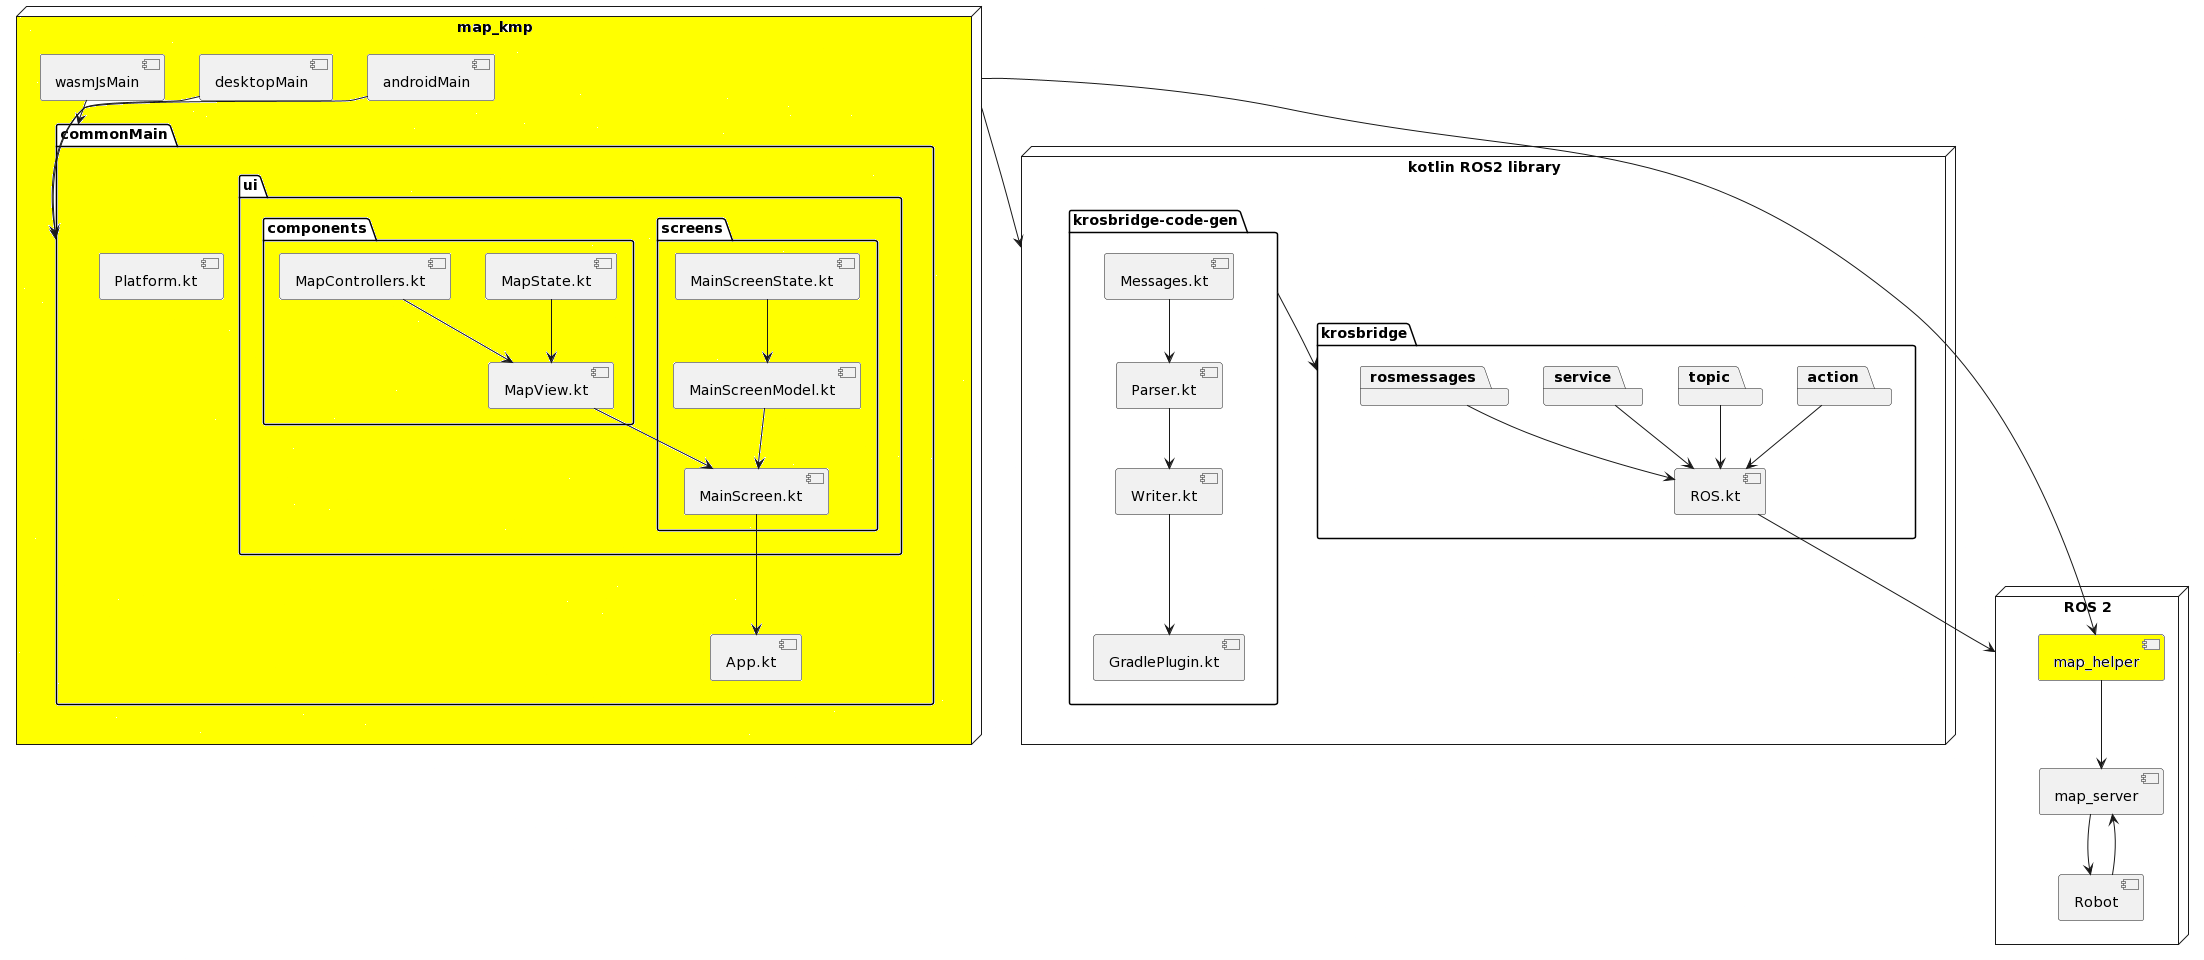 map_kmp
wasmJsMain
desktopMain
androidMain
commonMain
ui
components
screens
Platform.kt
MapControllers.kt
MapState.kt
MainScreenState.kt
MapView.kt
MainScreenModel.kt
MainScreen.kt
App.kt
kotlin ROS2 library
krosbridge-code-gen
Messages.kt
Parser.kt
Writer.kt
GradlePlugin.kt
krosbridge
rosmessages
service
topic
action
ROS.kt
ROS 2
map_helper
map_server
Robot